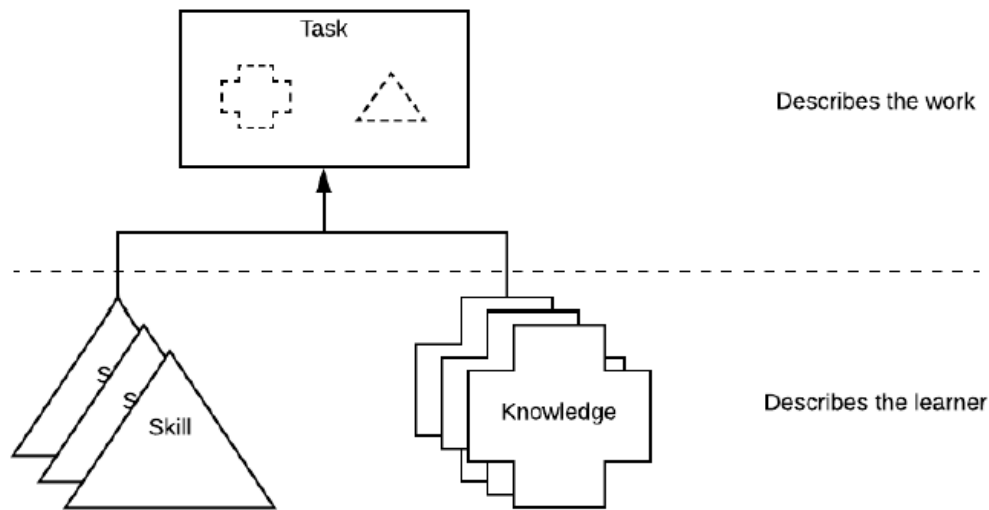 Task
Describes the work
S
S
Skill
Knowledge
Describes the learner